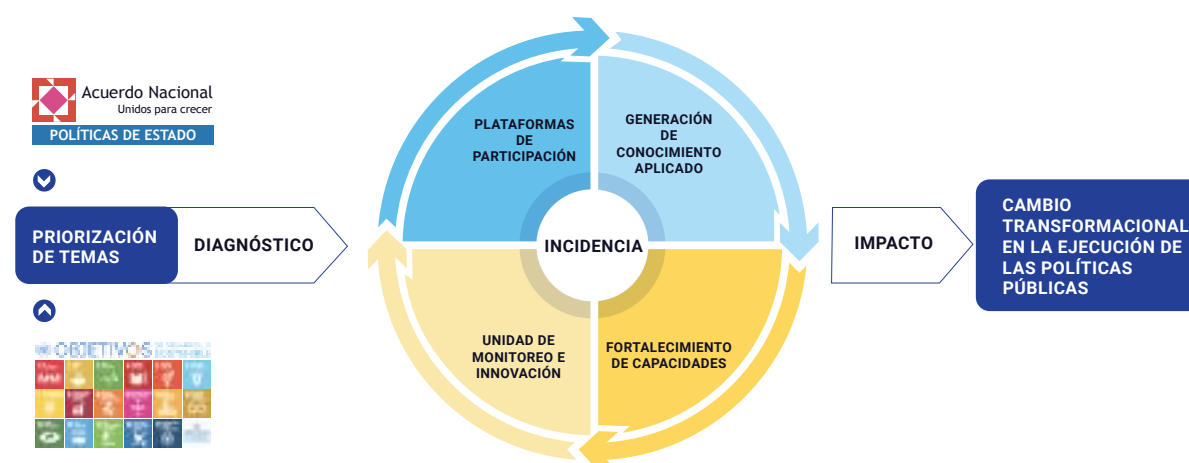 Acuerdo Nacional
Unidos para crecer
POLÍTICAS DE ESTADO
PRIORIZACIÓN
DE TEMAS
DIAGNÓSTICO
OBJETIVOS
PLATAFORMAS
DE
PARTICIPACIÓN
GENERACIÓN
DE
CONOCIMIENTO
APLICADO
INCIDENCIA
UNIDAD DE
MONITOREO E
INNOVACIÓN
FORTALECIMIENTO
DE CAPACIDADES
IMPACTO
CAMBIO
TRANSFORMACIONAL
EN LA EJECUCIÓN DE
LAS POLÍTICAS
PÚBLICAS